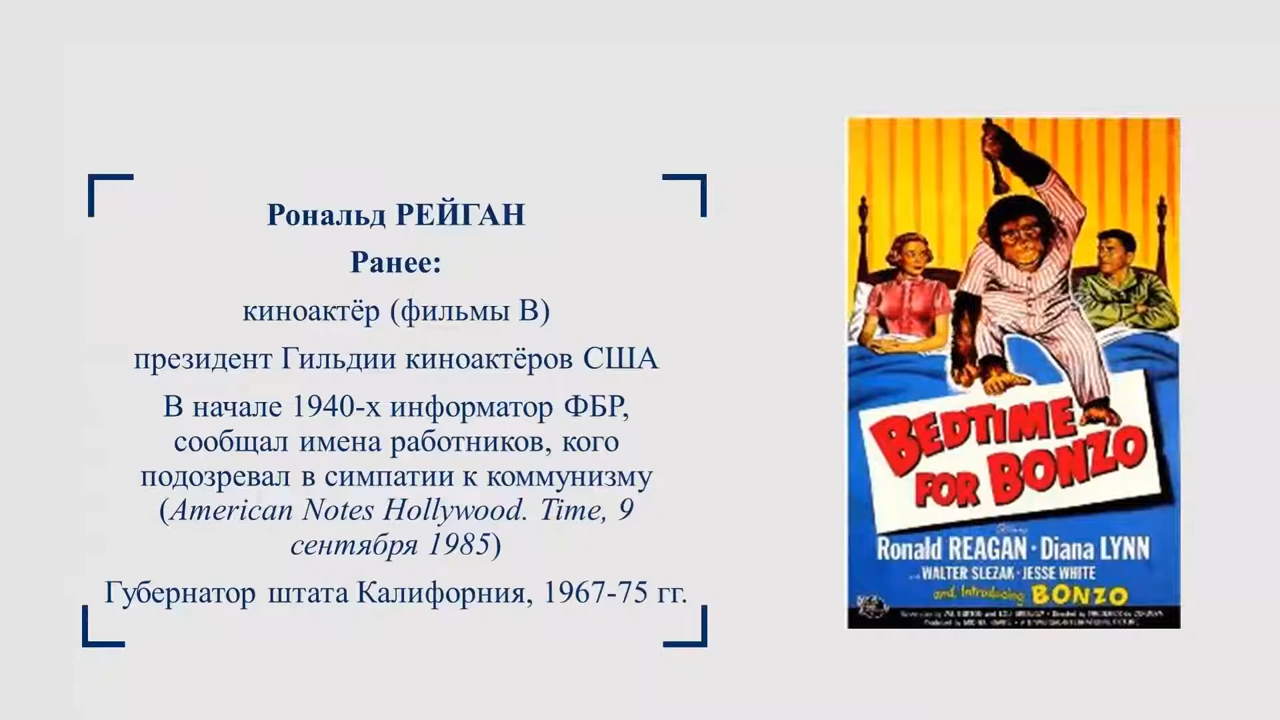 Рональд РЕЙГАН
Ранее:
киноактёр (фильмы B)
президент Гильдии киноактёров США
В начале 1940-х информатор ФБР,
сообщал имена работников, кого
подозревал в симпатии к коммунизму
(American Notes Hollywood. Time, 9
сентября 1985)
Губернатор штата Калифорния, 1967-75 гг.
BEDTIME
FOR BONZO
Ronald REAGAN · Diana LYNN
WALTER SLEZAK · JESSE WHITE
and Introducing BONZO